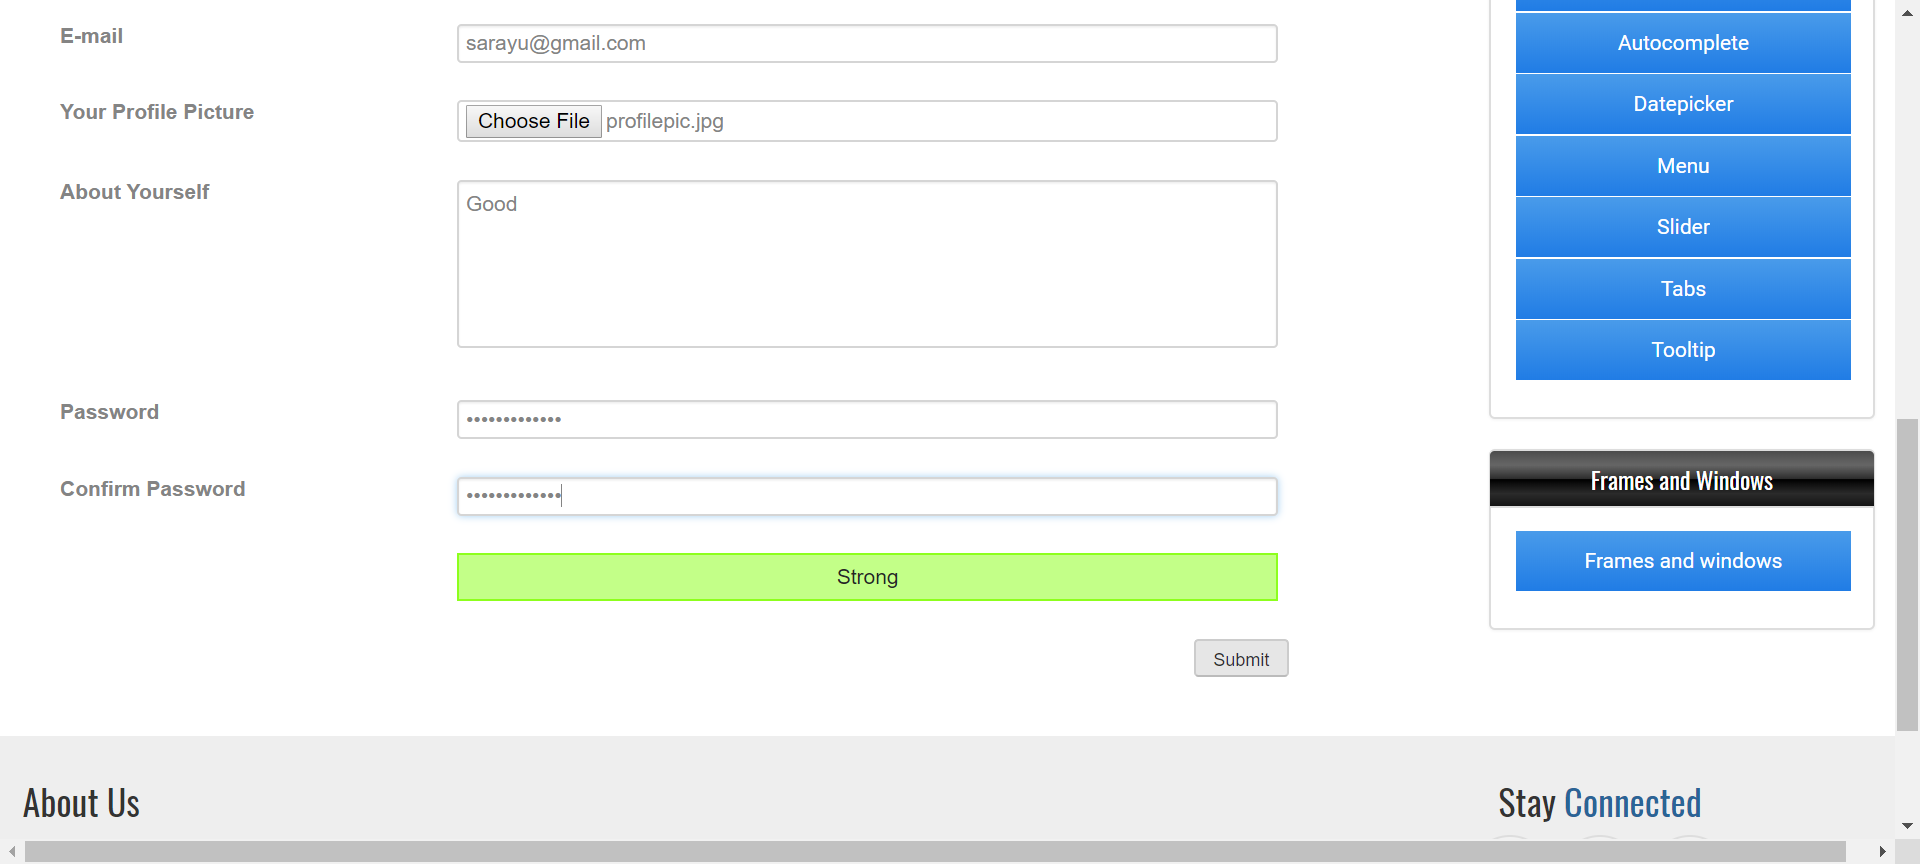 E-mail
sarayu@gmail.com
Your Profile Picture
Choose File profilepic.jpg
About Yourself
Good
Password
•••••••••••••
Confirm Password
•••••••••••••
Strong
Submit
Autocomplete
Datepicker
Menu
Slider
Tabs
Tooltip
Frames and Windows
Frames and windows
About Us
Stay Connected